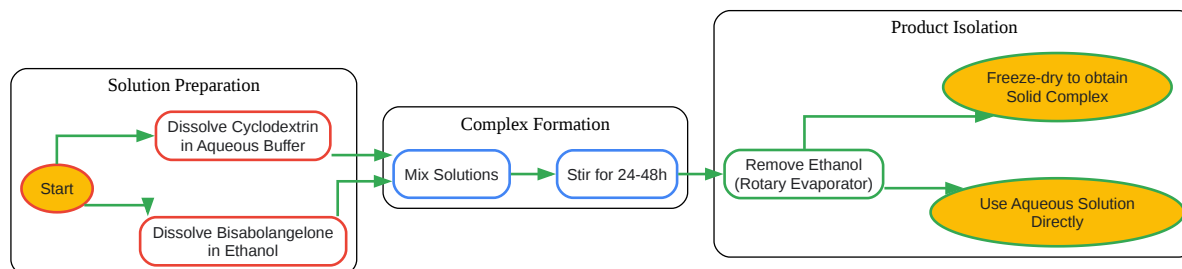 Solution Preparation
Start
Dissolve Cyclodextrin
in Aqueous Buffer
Dissolve Bisabolangelone
in Ethanol
Complex Formation
Mix Solutions
Stir for 24-48h
Product Isolation
Remove Ethanol
(Rotary Evaporator)
Freeze-dry to obtain
Solid Complex
Use Aqueous Solution
Directly